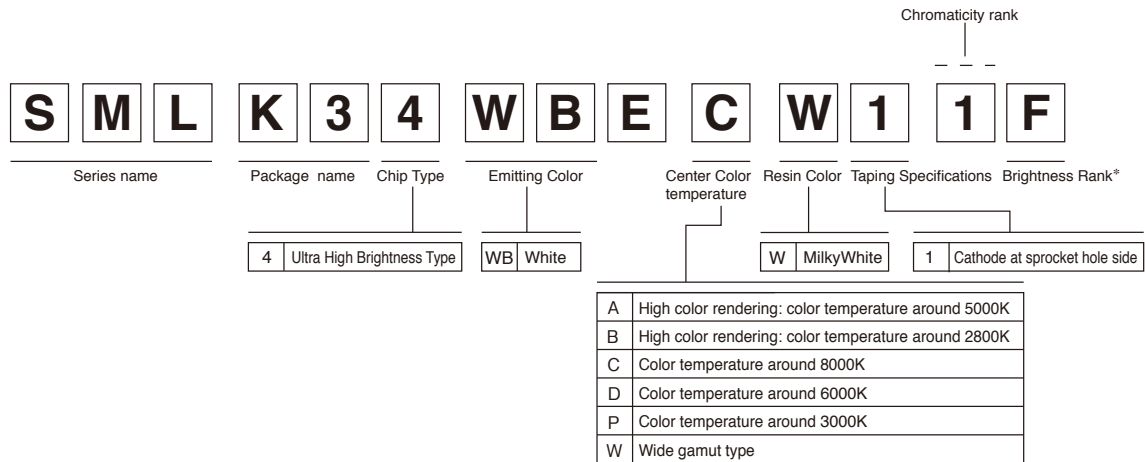 Chromaticity rank
S M L K 3 4 W B E C W 1 1 F
Series name Package name Chip Type Emitting Color Center Color temperature Resin Color Taping Specifications Brightness Rank*
4 Ultra High Brightness Type WB White W MilkyWhite 1 Cathode at sprocket hole side
A High color rendering: color temperature around 5000K
B High color rendering: color temperature around 2800K
C Color temperature around 8000K
D Color temperature around 6000K
P Color temperature around 3000K
W Wide gamut type